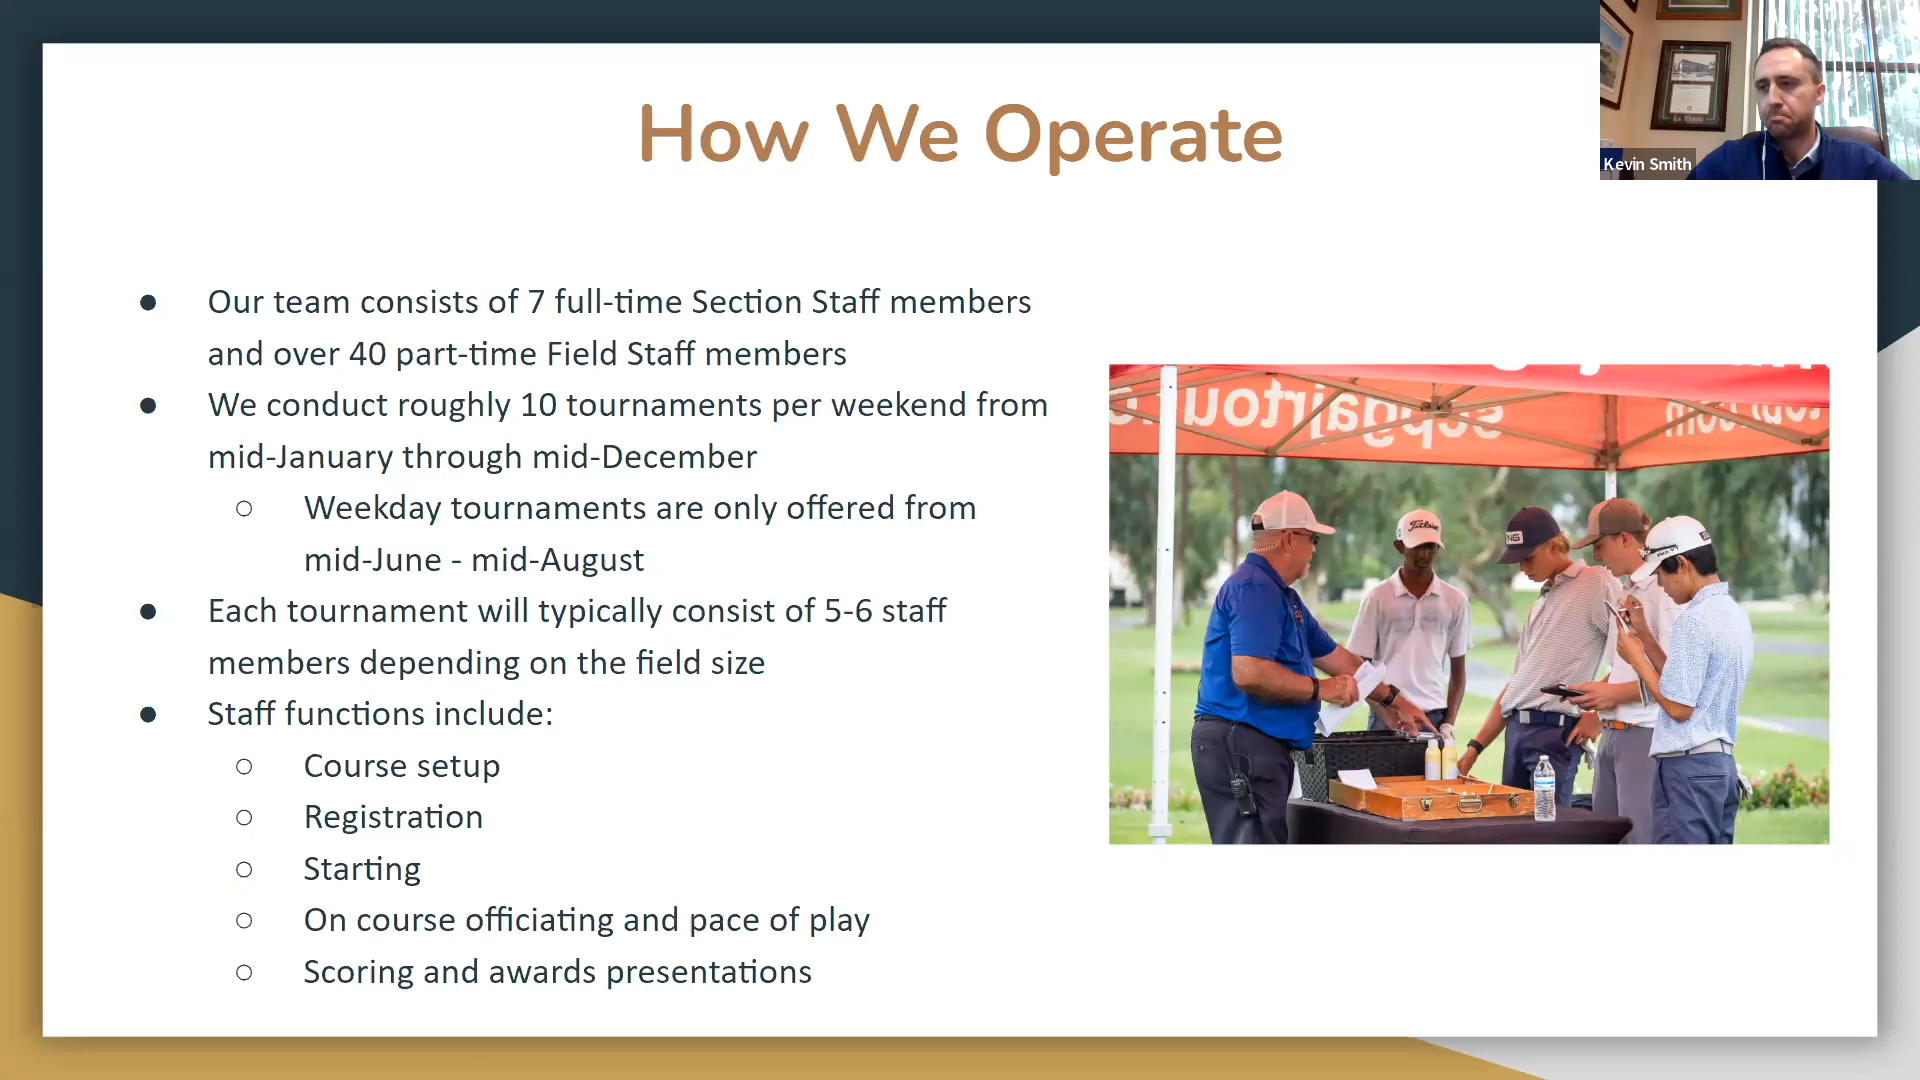 How We Operate
Kevin Smith
● Our team consists of 7 full-time Section Staff members
and over 40 part-time Field Staff members
● We conduct roughly 10 tournaments per weekend from
mid-January through mid-December
○ Weekday tournaments are only offered from
mid-June - mid-August
● Each tournament will typically consist of 5-6 staff
members depending on the field size
● Staff functions include:
○ Course setup
○ Registration
○ Starting
○ On course officiating and pace of play
○ Scoring and awards presentations
scpgajrtou
Titleist